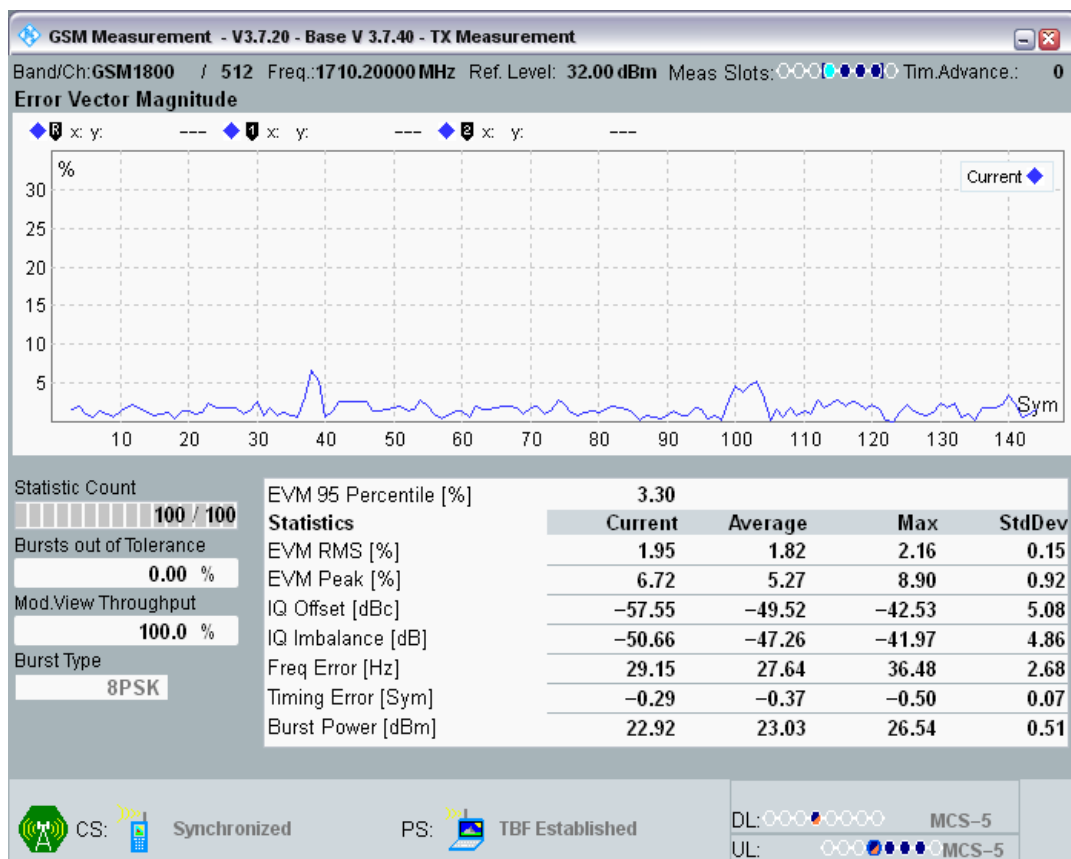 GSM Measurement - V3.7.20 - Base V 3.7.40 - TX Measurement
Band/Ch:GSM1800 / 512 Freq.:1710.20000 MHz Ref. Level: 32.00 dBm Meas Slots: Tim.Advance.: 0
Error Vector Magnitude
R x: y: --- 1 x: y: --- 2 x: y: ---
%
Current
30
25
20
15
10
5
Sym
10 20 30 40 50 60 70 80 90 100 110 120 130 140
Statistic Count
100 / 100
Bursts out of Tolerance
0.00 %
Mod.View Throughput
100.0 %
Burst Type
8PSK
EVM 95 Percentile [%] 3.30
Statistics Current Average Max StdDev
EVM RMS [%] 1.95 1.82 2.16 0.15
EVM Peak [%] 6.72 5.27 8.90 0.92
IQ Offset [dBc] −57.55 −49.52 −42.53 5.08
IQ Imbalance [dB] −50.66 −47.26 −41.97 4.86
Freq Error [Hz] 29.15 27.64 36.48 2.68
Timing Error [Sym] −0.29 −0.37 −0.50 0.07
Burst Power [dBm] 22.92 23.03 26.54 0.51
CS: Synchronized PS: TBF Established
DL: MCS−5
UL: MCS−5